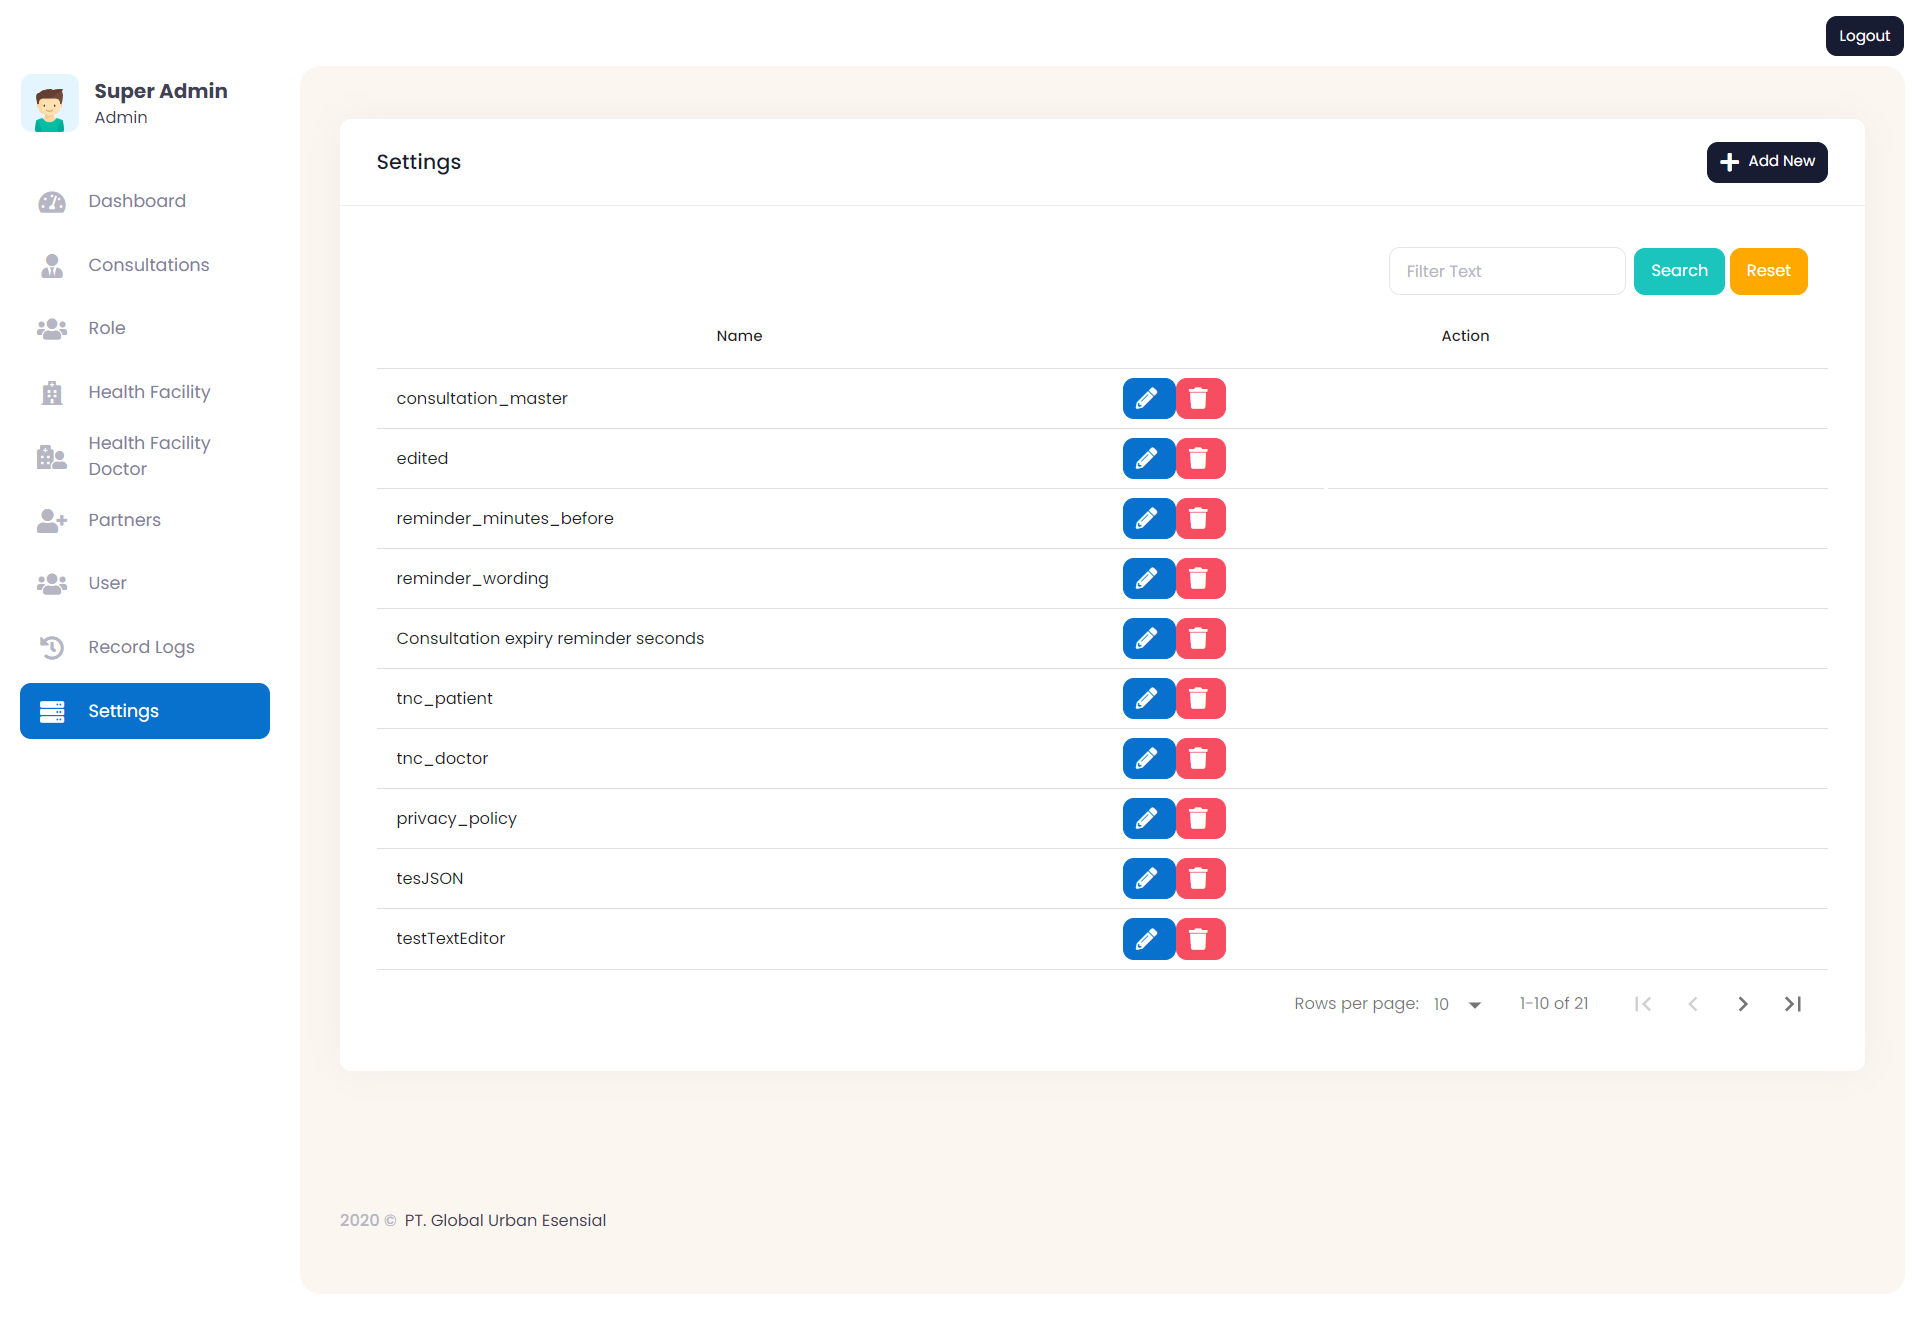 Logout
Super Admin
Admin
Dashboard
Consultations
Role
Health Facility
Health Facility
Doctor
Partners
User
Record Logs
Settings
Settings
Add New
Filter Text
Search
Reset
Name
Action
consultation_master
edited
reminder_minutes_before
reminder_wording
Consultation expiry reminder seconds
tnc_patient
tnc_doctor
privacy_policy
tesJSON
testTextEditor
Rows per page: 10
1-10 of 21
2020 © PT. Global Urban Esensial